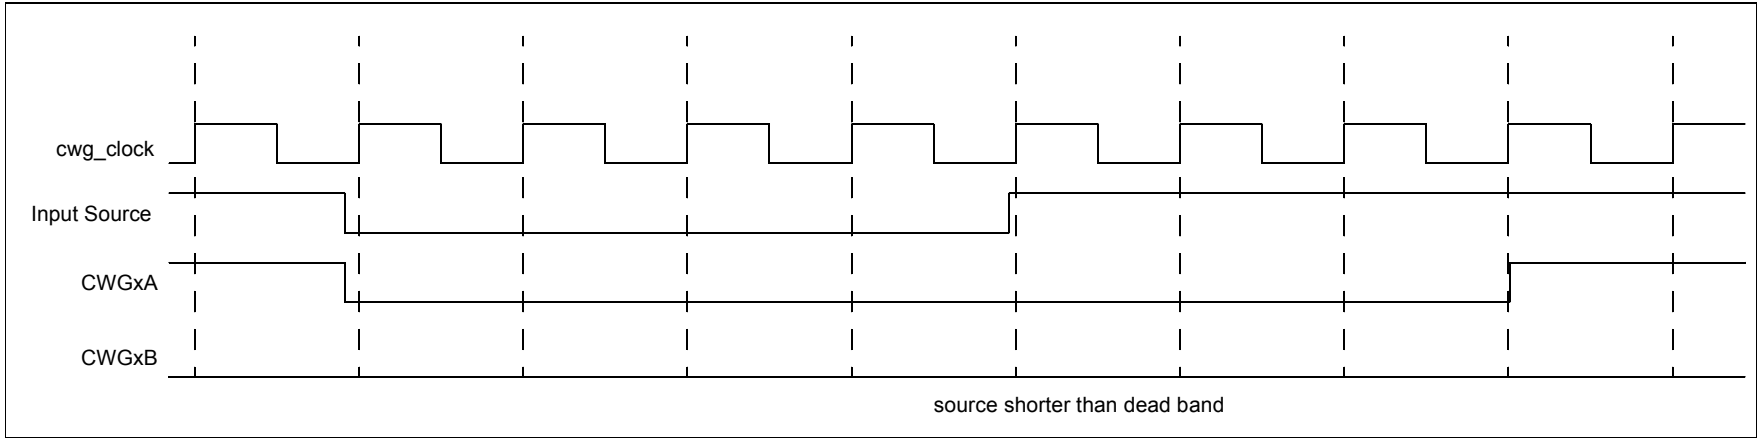 cwg_clock
Input Source
CWGxA
CWGxB
source shorter than dead band